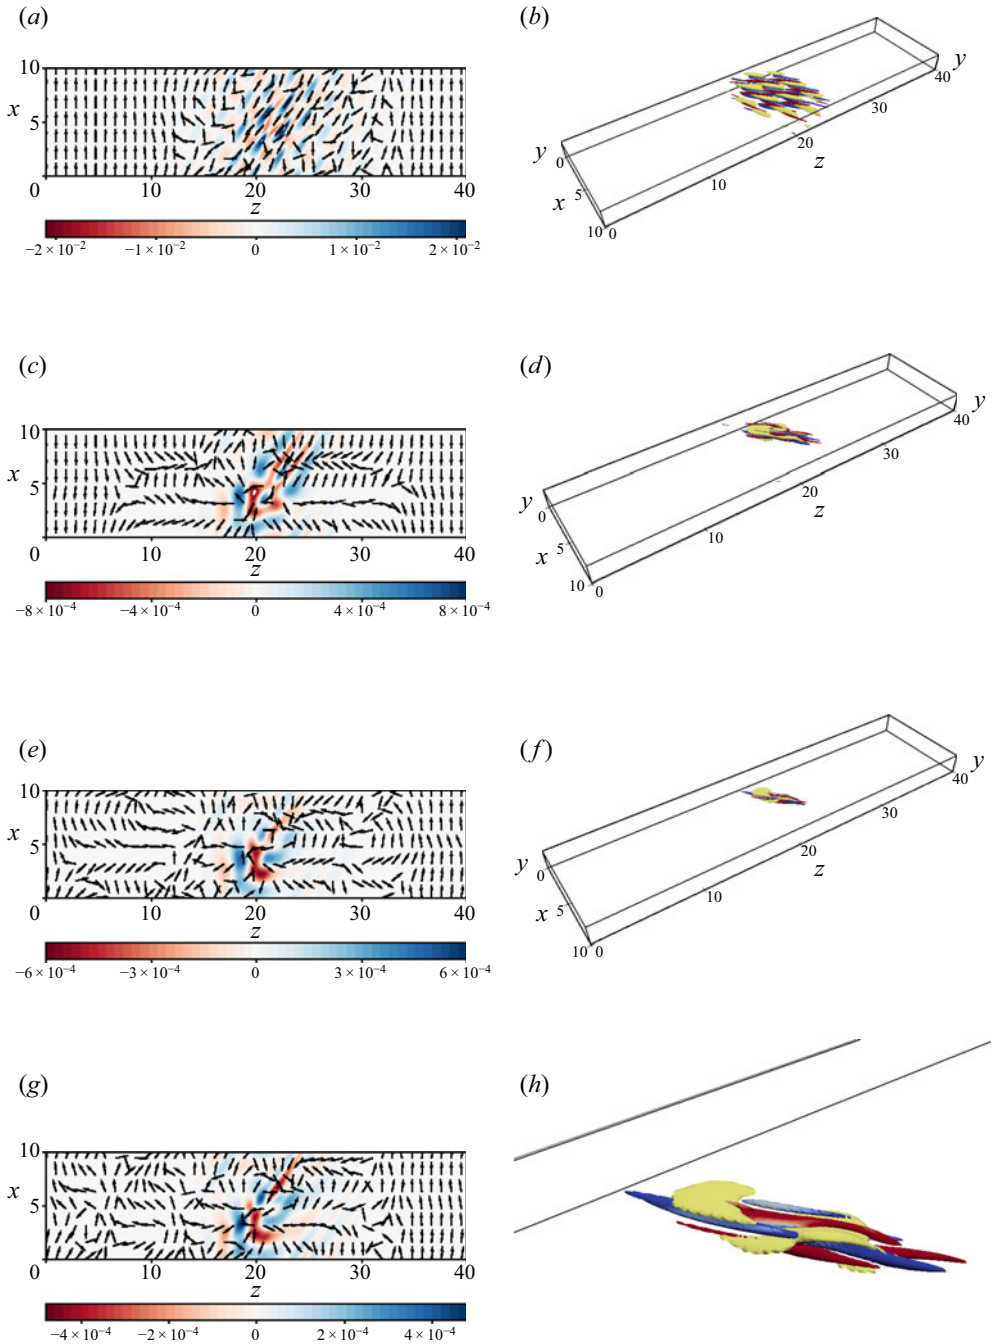 (a)
10
x
5
0
10
20
30
40
z
−2 × 10−2
−1 × 10−2
0
1 × 10−2
2 × 10−2
(b)
y
40
30
20
z
10
y
0
5
x
10
0
(c)
10
x
5
0
10
20
30
40
z
−8 × 10−4
−4 × 10−4
0
4 × 10−4
8 × 10−4
(d)
y
40
30
20
z
10
y
0
5
x
10
0
(e)
10
x
5
0
10
20
30
40
z
−6 × 10−4
−3 × 10−4
0
3 × 10−4
6 × 10−4
(f)
y
40
30
20
z
10
y
0
5
x
10
0
(g)
10
x
5
0
10
20
30
40
z
−4 × 10−4
−2 × 10−4
0
2 × 10−4
4 × 10−4
(h)